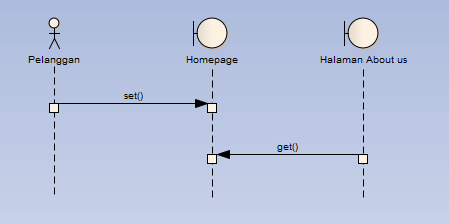 Pelanggan
Homepage
Halaman About us
set()
get()